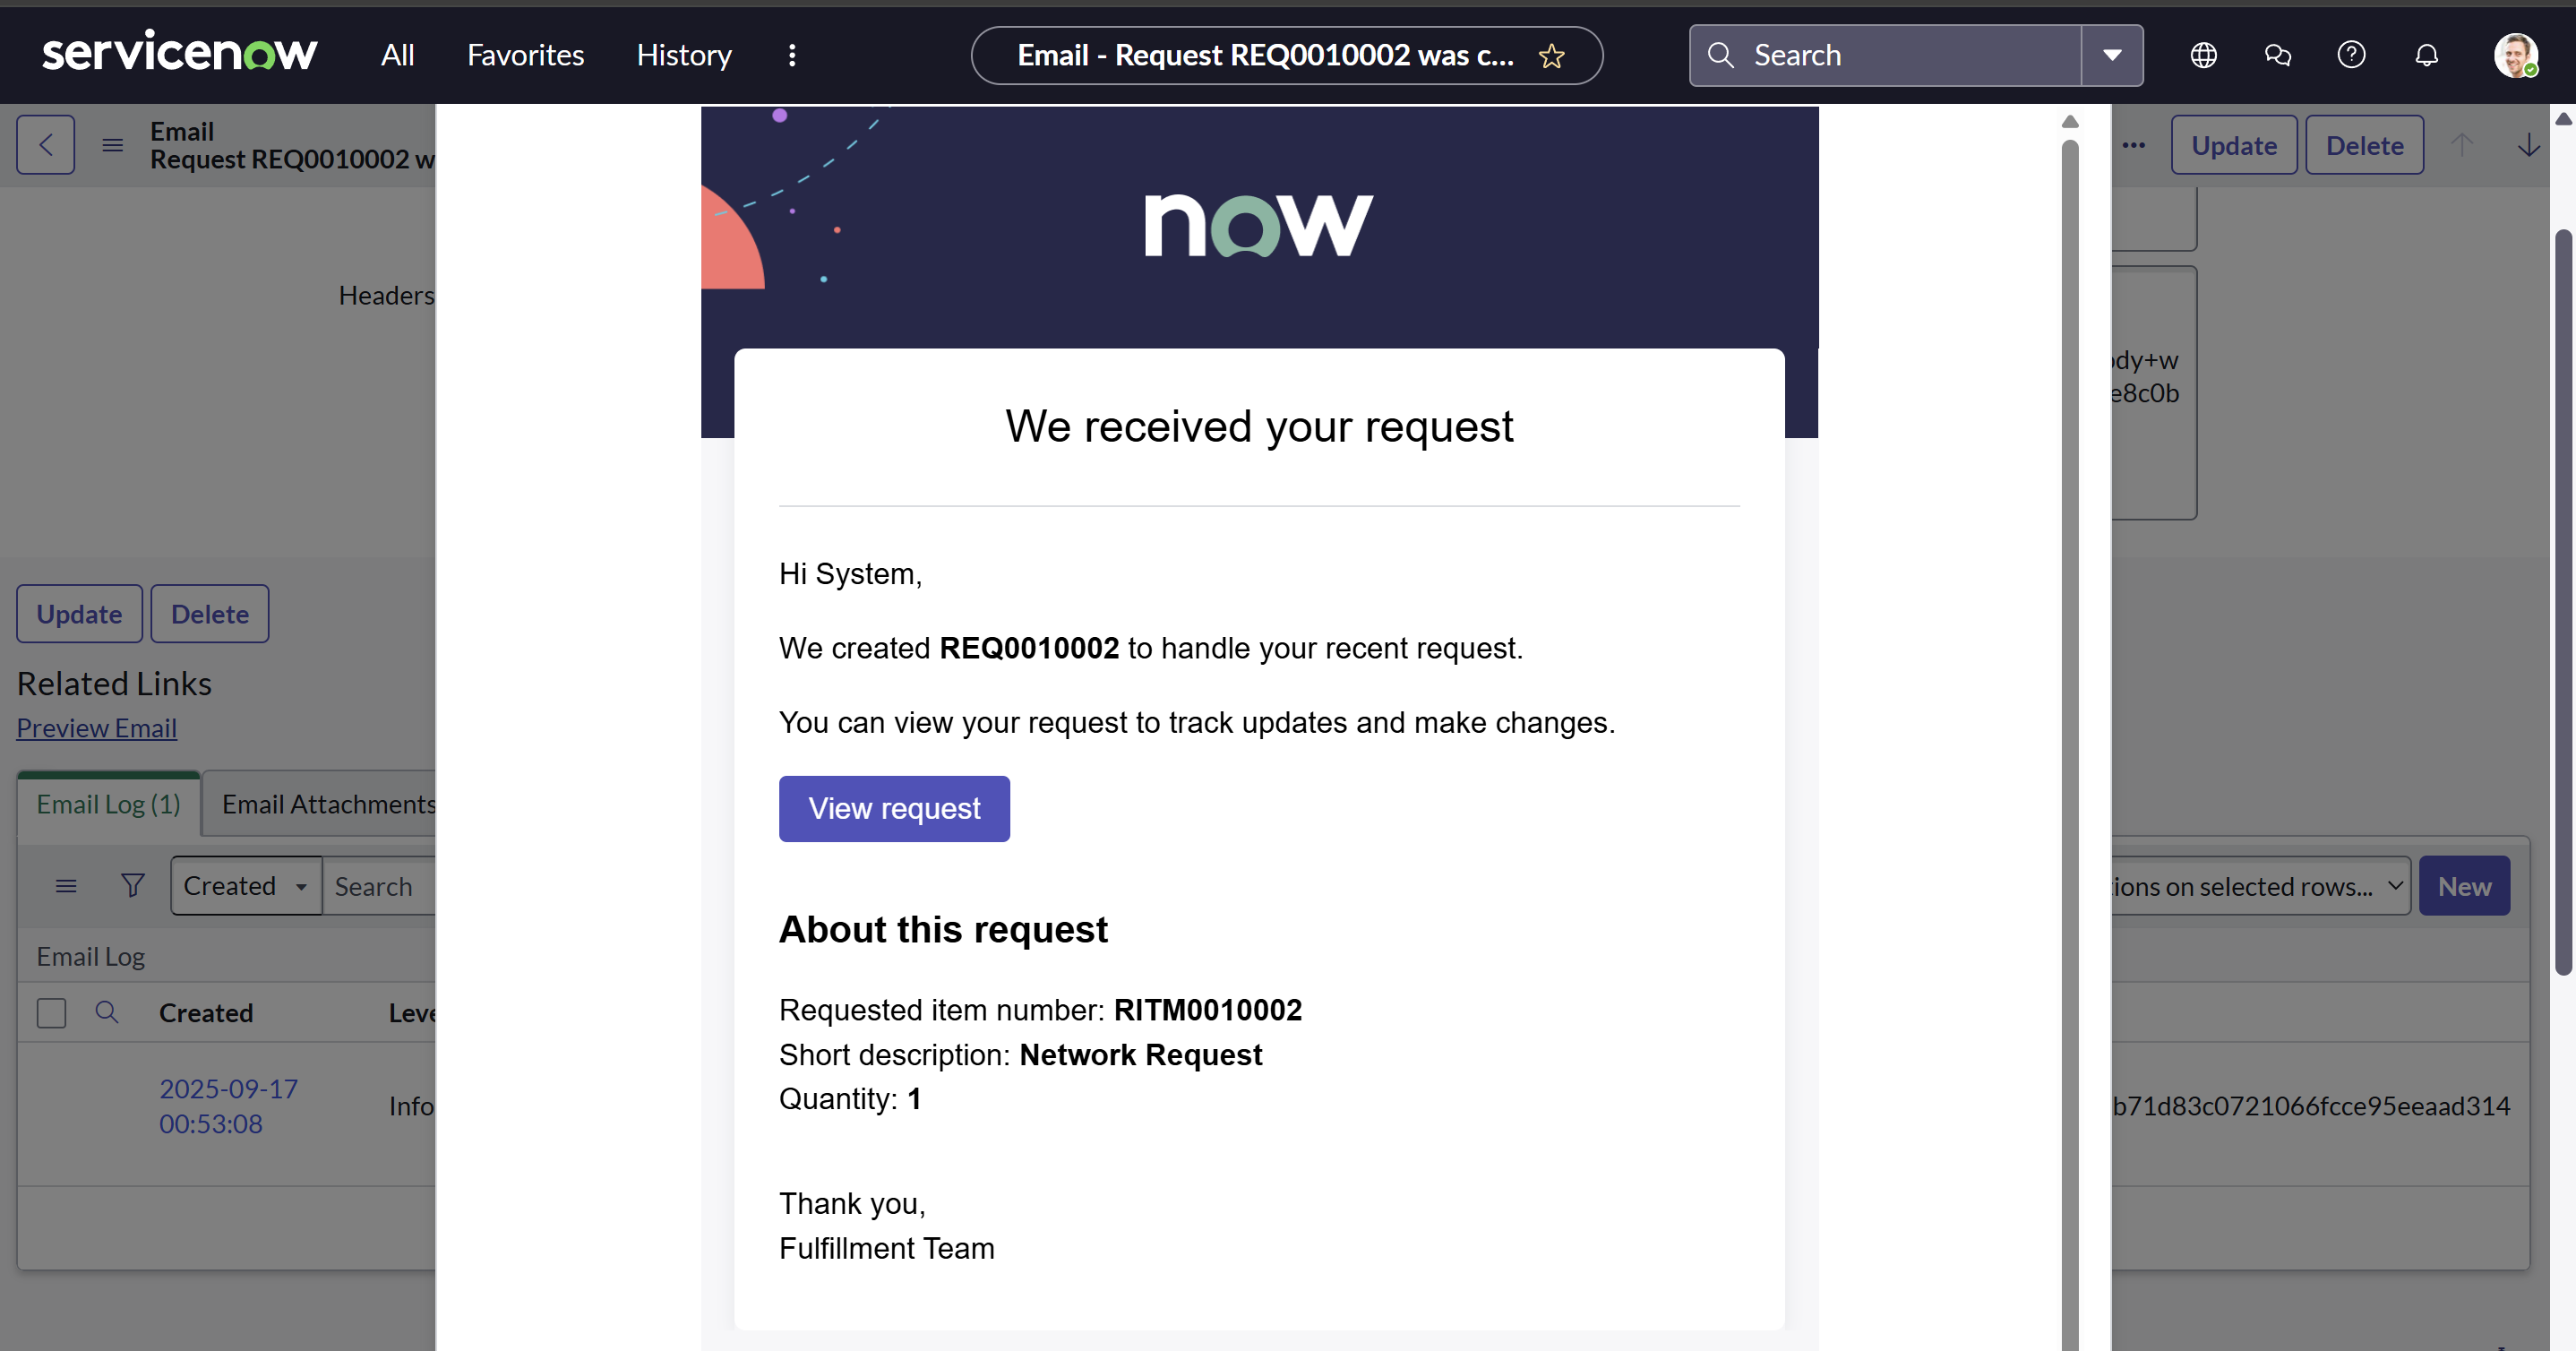 servicenow
All
Favorites
History
Email - Request REQ0010002 was c...
Search
Email
Request REQ0010002 w
Update
Delete
now
Headers
ody+w
e8c0b
We received your request
Hi System,
We created REQ0010002 to handle your recent request.
You can view your request to track updates and make changes.
View request
About this request
Requested item number: RITM0010002
Short description: Network Request
Quantity: 1
Thank you,
Fulfillment Team
Update
Delete
Related Links
Preview Email
Email Log (1)
Email Attachments
Created
Search
tions on selected rows...
New
Email Log
Created
Leve
2025-09-17
00:53:08
Info
b71d83c0721066fcce95eeaad314